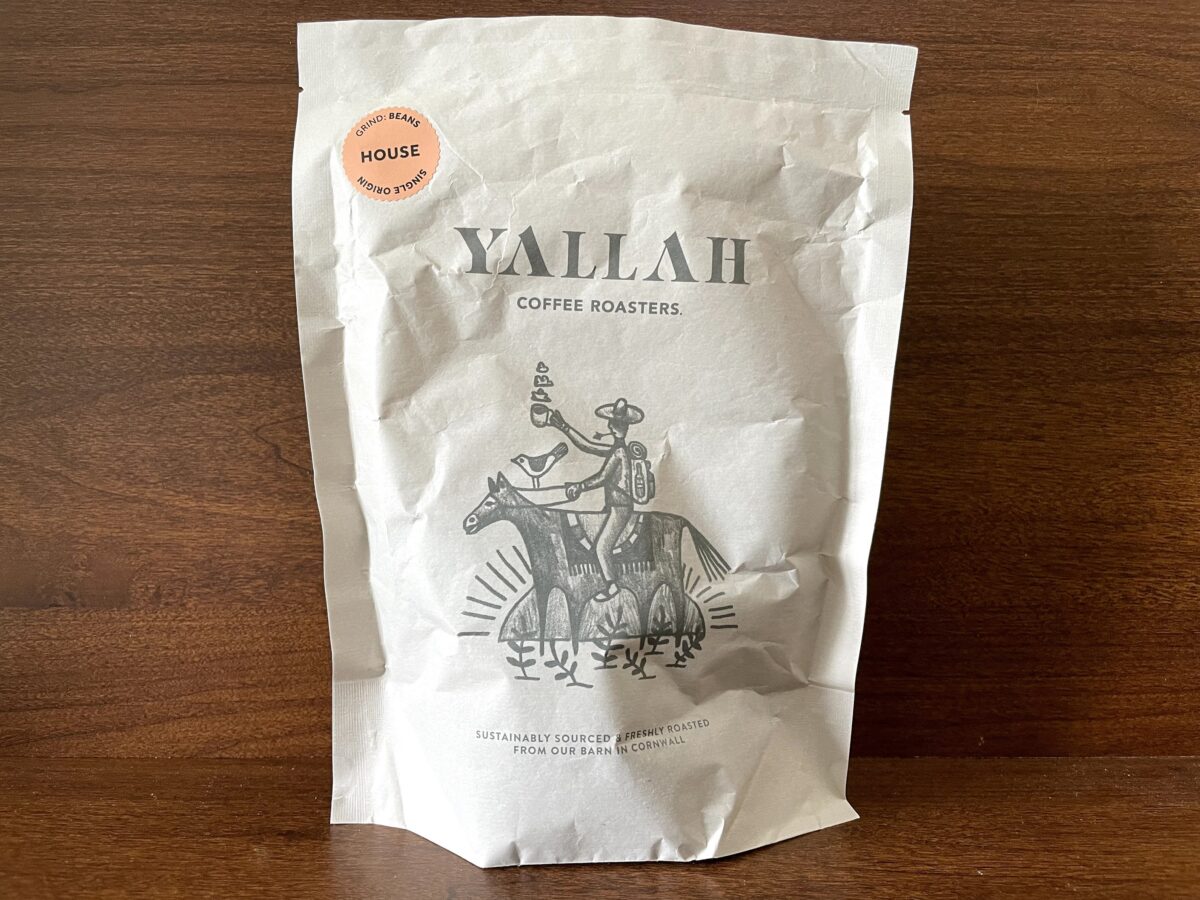 GRIND: BEANS
HOUSE
SINGLE ORIGIN
YALLAH
COFFEE ROASTERS.
SUSTAINABLY SOURCED & FRESHLY ROASTED
FROM OUR BARN IN CORNWALL